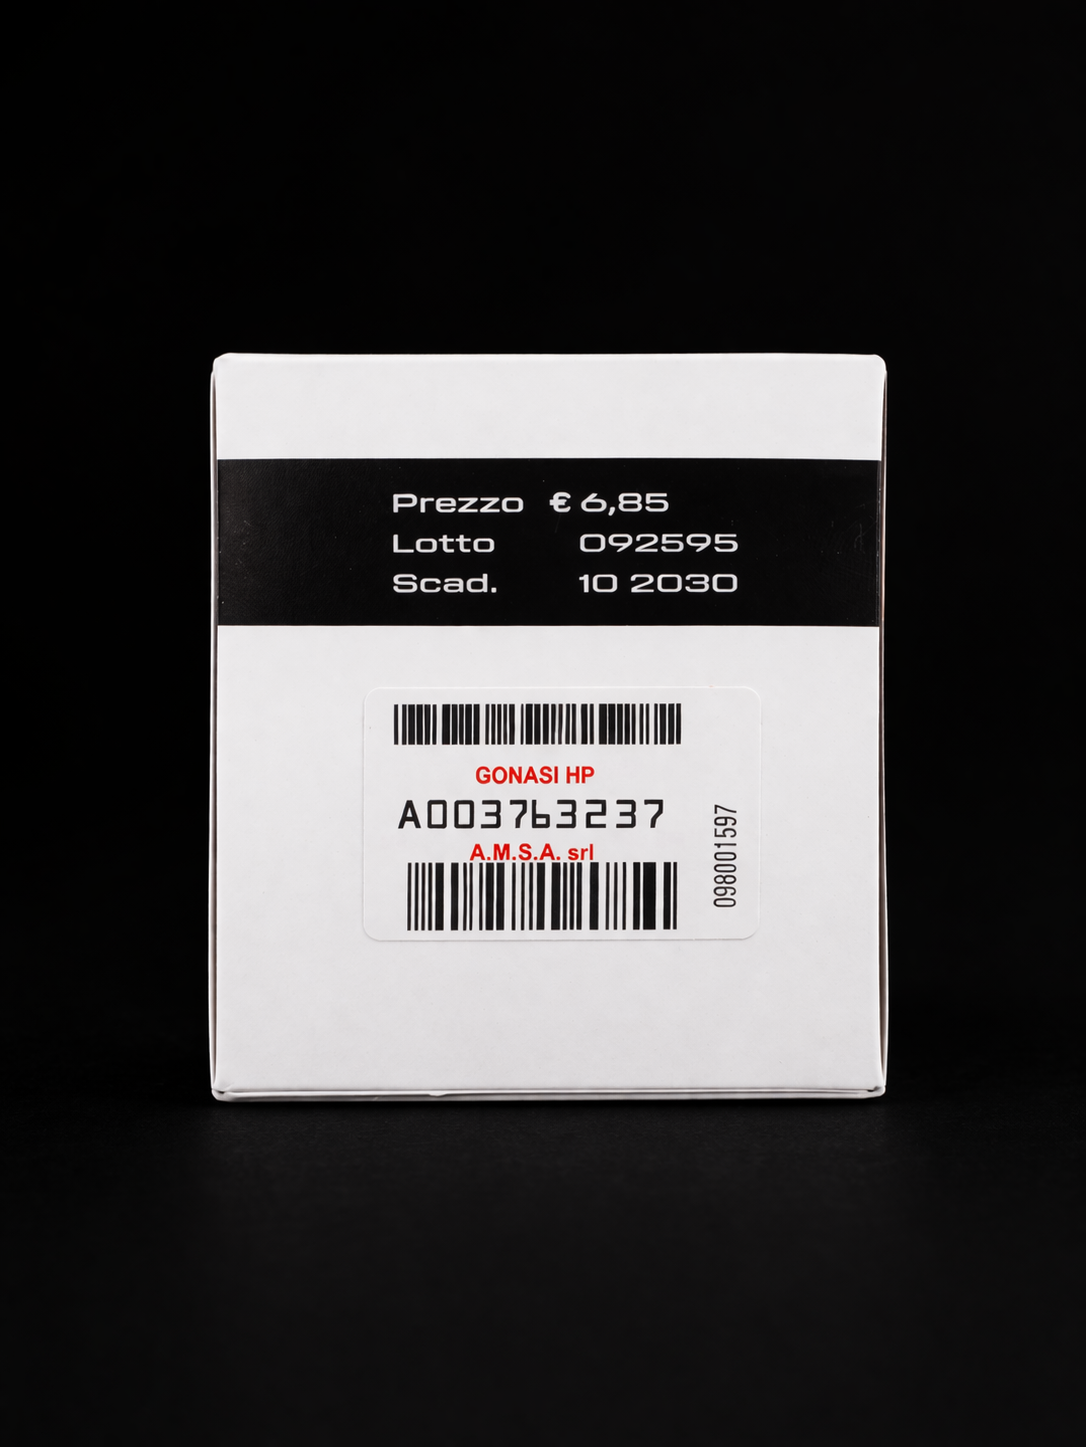 Prezzo € 6,85
Lotto 092595
Scad. 10 2030
GONASI HP
A003763237
A.M.S.A. srl
098001597